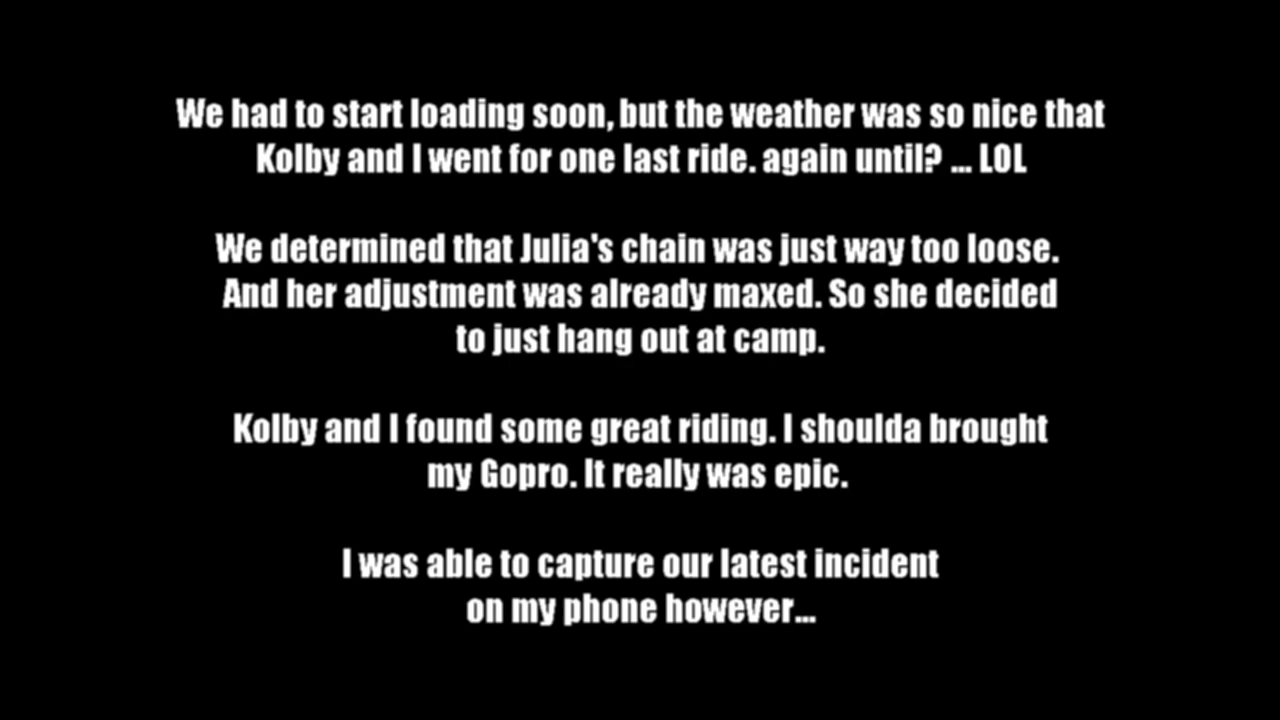 We had to start loading soon, but the weather was so nice that
Kolby and I went for one last ride. again until? ... LOL
We determined that Julia's chain was just way too loose.
And her adjustment was already maxed. So she decided
to just hang out at camp.
Kolby and I found some great riding. I shoulda brought
my Gopro. It really was epic.
I was able to capture our latest incident
on my phone however...